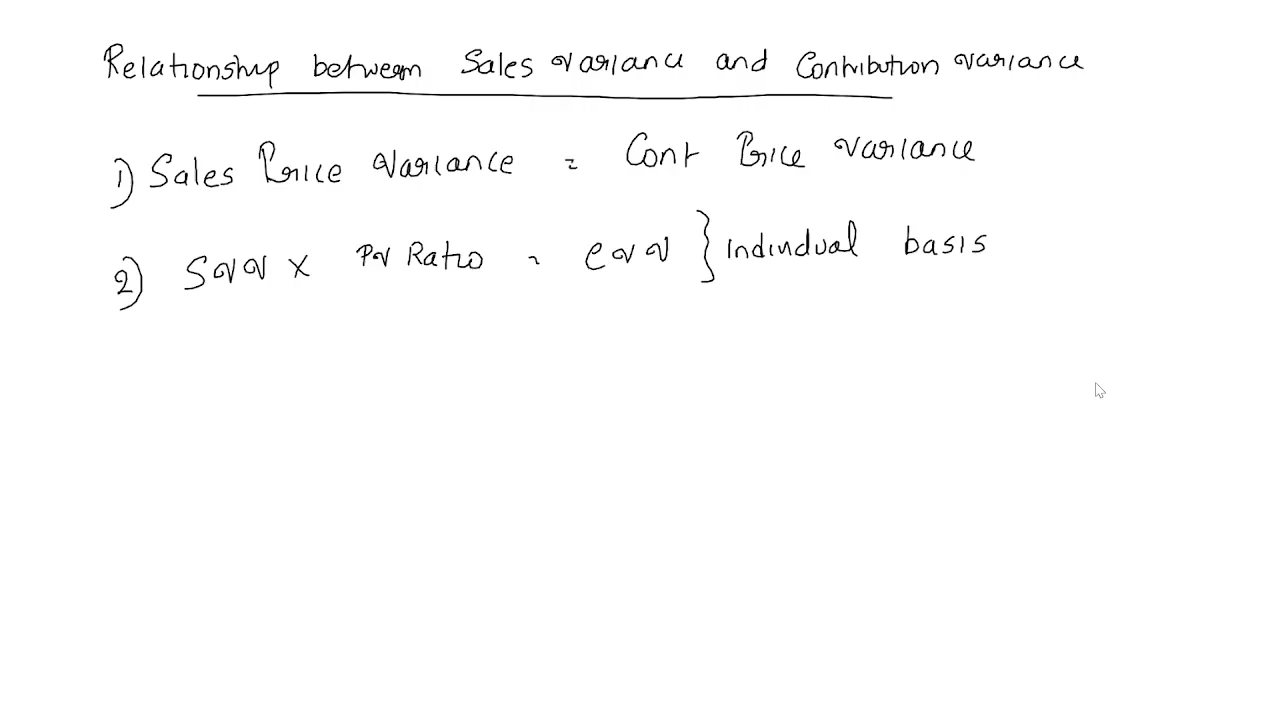 Relationship between Sales variance and Contribution variance
1) Sales Price variance = Cont Price variance
2) SVV X PV Ratio = CVV } individual basis